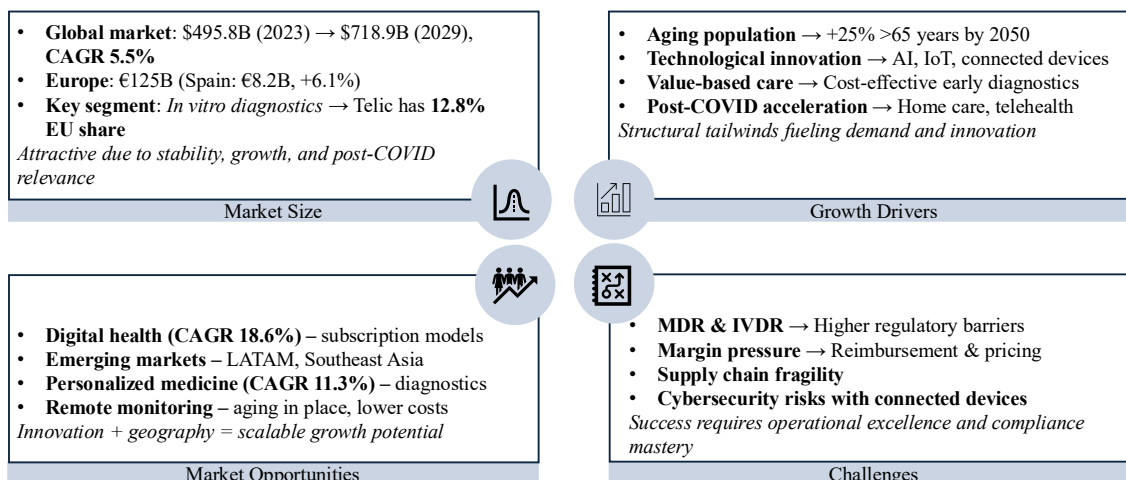 • Global market: $495.8B (2023) → $718.9B (2029),
CAGR 5.5%
• Europe: €125B (Spain: €8.2B, +6.1%)
• Key segment: In vitro diagnostics → Telic has 12.8%
EU share
Attractive due to stability, growth, and post-COVID
relevance
Market Size
• Aging population → +25% >65 years by 2050
• Technological innovation → AI, IoT, connected devices
• Value-based care → Cost-effective early diagnostics
• Post-COVID acceleration → Home care, telehealth
Structural tailwinds fueling demand and innovation
Growth Drivers
• Digital health (CAGR 18.6%) – subscription models
• Emerging markets – LATAM, Southeast Asia
• Personalized medicine (CAGR 11.3%) – diagnostics
• Remote monitoring – aging in place, lower costs
Innovation + geography = scalable growth potential
Market Opportunities
• MDR & IVDR → Higher regulatory barriers
• Margin pressure → Reimbursement & pricing
• Supply chain fragility
• Cybersecurity risks with connected devices
Success requires operational excellence and compliance
mastery
Challenges